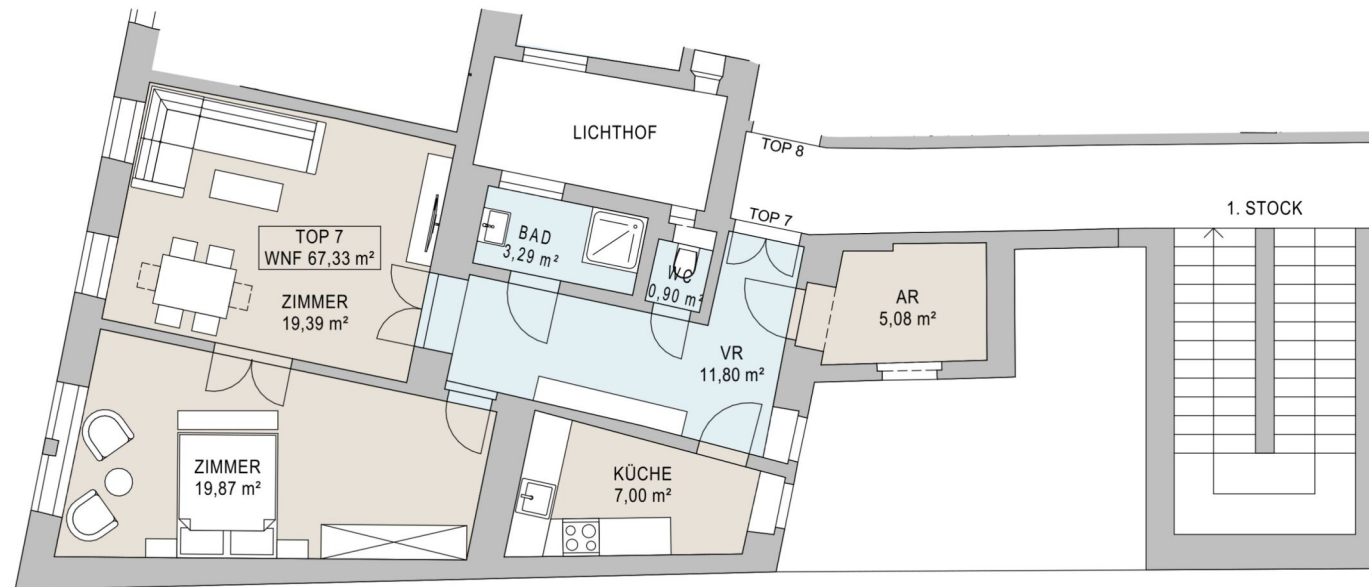 LICHTHOF
TOP 8
1. STOCK
TOP 7
BAD
3,29 m²
TOP 7
WNF 67,33 m²
WC
0,90 m²
ZIMMER
19,39 m²
AR
5,08 m²
VR
11,80 m²
ZIMMER
19,87 m²
KÜCHE
7,00 m²